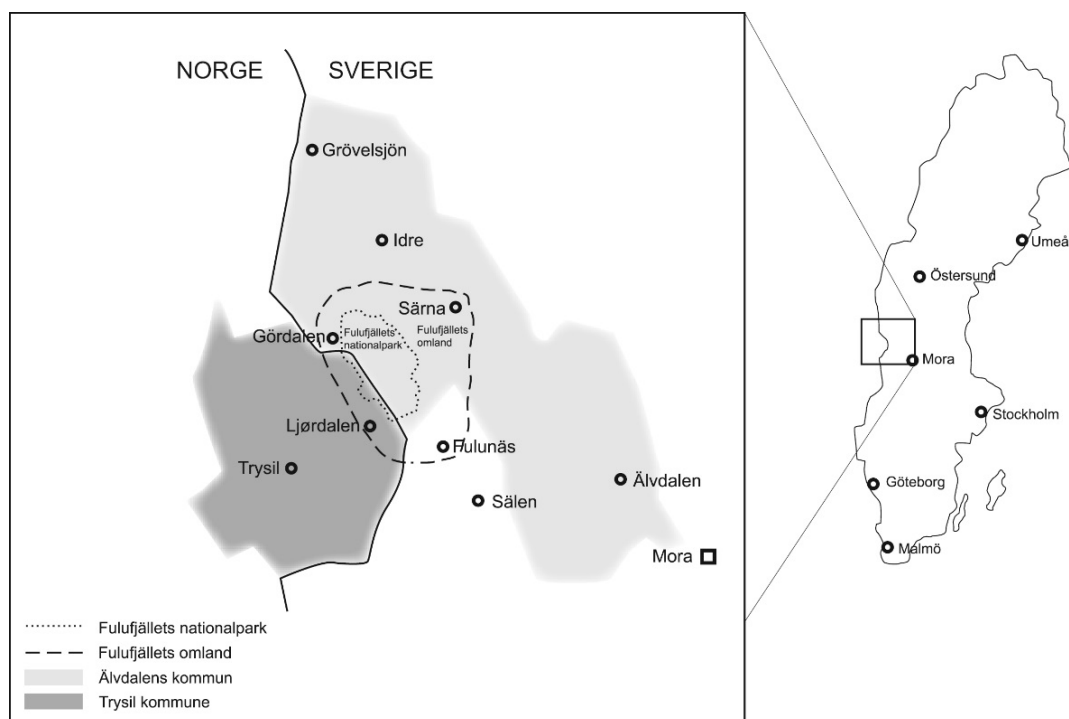 NORGE SVERIGE
Grövelsjön
Idre
Särna
Gördalen
Fulufjällets
nationalpark
Fulufjällets
omland
Ljørdalen
Fulunäs
Trysil
Älvdalen
Sälen
Mora
Fulufjällets nationalpark
Fulufjällets omland
Älvdalens kommun
Trysil kommune
Umeå
Östersund
Mora
Stockholm
Göteborg
Malmö